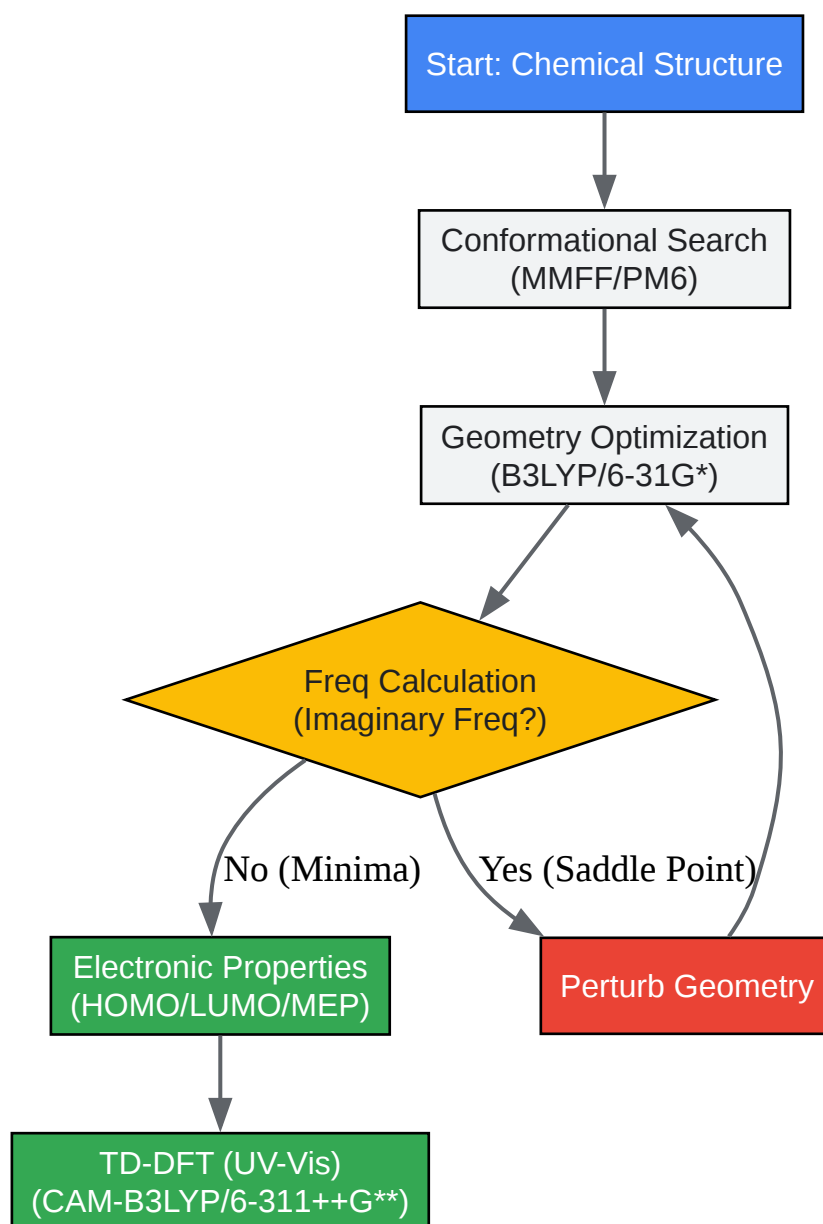 Start: Chemical Structure
Conformational Search
(MMFF/PM6)
Geometry Optimization
(B3LYP/6-31G*)
Freq Calculation
(Imaginary Freq?)
No (Minima)
Yes (Saddle Point)
Electronic Properties
(HOMO/LUMO/MEP)
Perturb Geometry
TD-DFT (UV-Vis)
(CAM-B3LYP/6-311++G**)